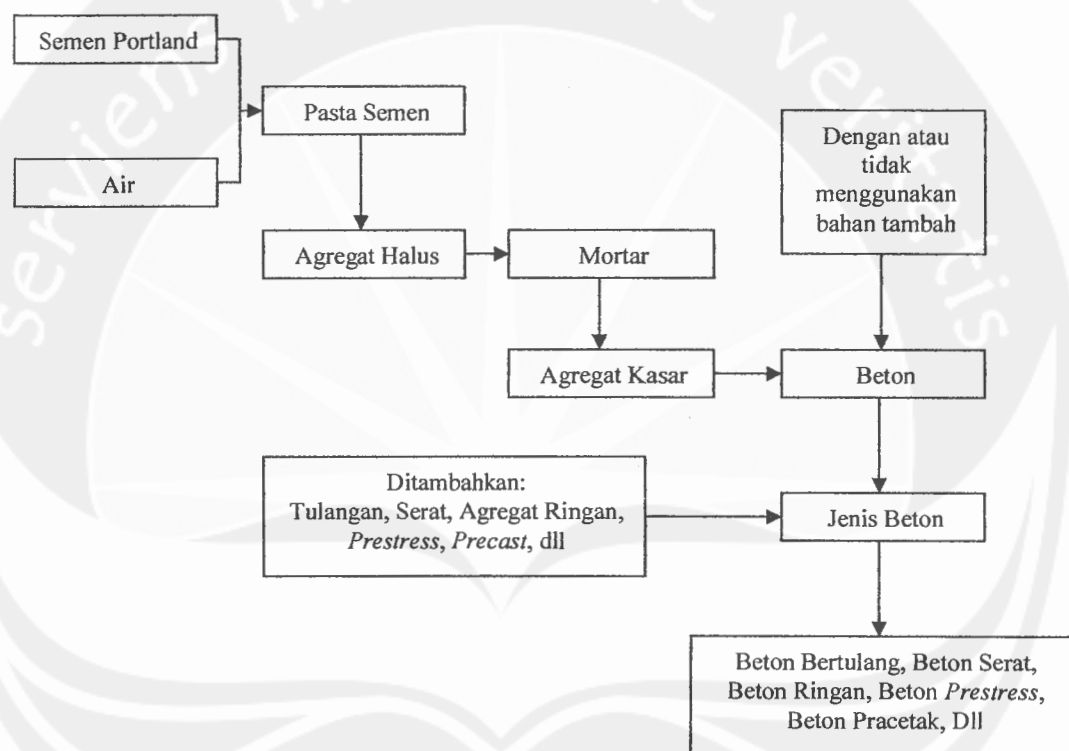 Semen Portland
Pasta Semen
Air
Dengan atau
tidak
menggunakan
bahan tambah
Agregat Halus
Mortar
Agregat Kasar
Beton
Ditambahkan:
Tulangan, Serat, Agregat Ringan,
Prestress, Precast, dll
Jenis Beton
Beton Bertulang, Beton Serat,
Beton Ringan, Beton Prestress,
Beton Pracetak, Dll
serviens
veritatis